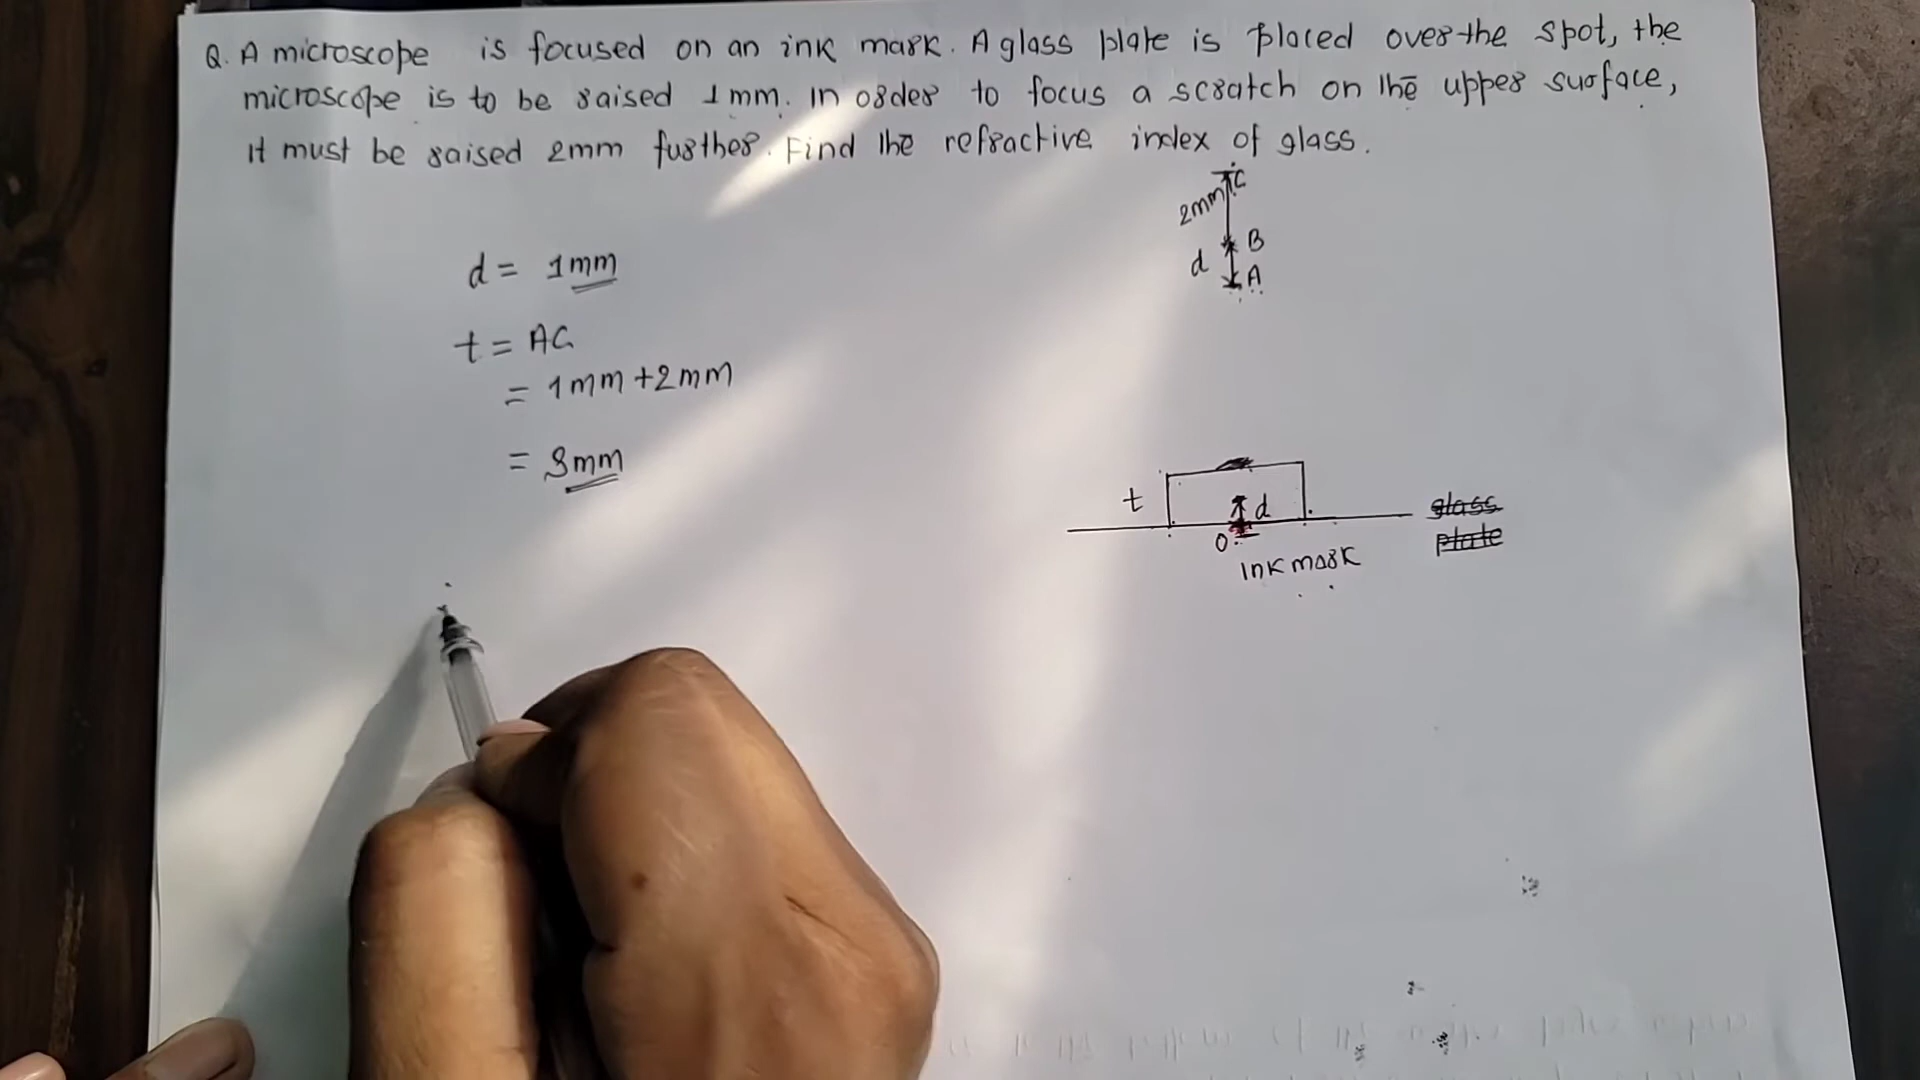 Q. A microscope is focused on an ink mark. A glass plate is placed over the spot, the
microscope is to be raised 1mm. In order to focus a scratch on the upper surface,
it must be raised 2mm further. Find the refractive index of glass.
C
2mm
B
d
A
d = 1mm
t = AC
= 1mm+2mm
= 3mm
t
d
glass
plate
O
Ink mark